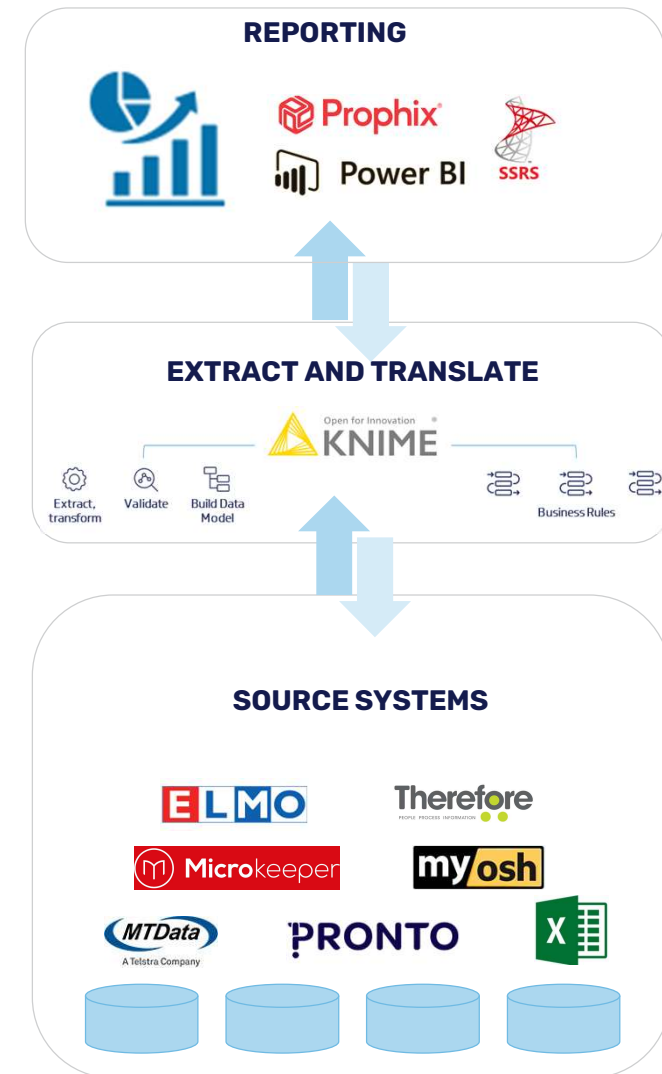 REPORTING
Prophix
Power BI
SSRS
EXTRACT AND TRANSLATE
Open for Innovation ®
KNIME
Extract,
transform
Validate
Build Data
Model
Business Rules
SOURCE SYSTEMS
ELMO
Therefore
PEOPLE PROCESS INFORMATION
Microkeeper
myosh
MTData
A Telstra Company
PRONTO
X